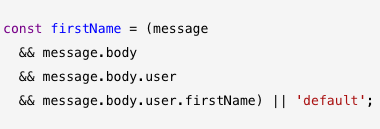 const firstName = (message
  && message.body
  && message.body.user
  && message.body.user.firstName) || 'default';